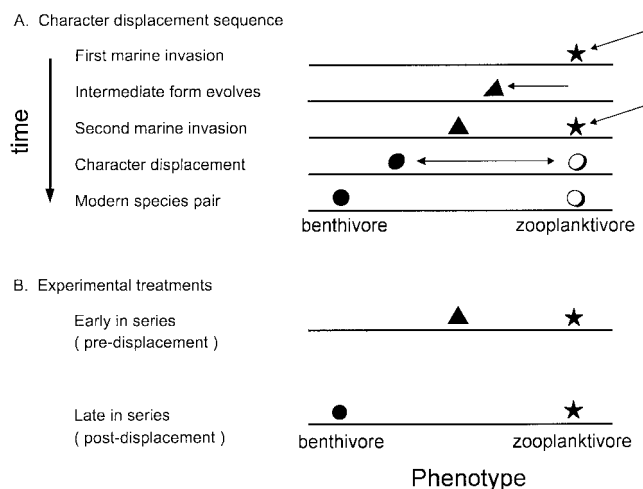 A. Character displacement sequence
First marine invasion
Intermediate form evolves
Second marine invasion
Character displacement
Modern species pair
time
benthivore zooplanktivore
B. Experimental treatments
Early in series
( pre-displacement )
Late in series
( post-displacement )
benthivore zooplanktivore
Phenotype